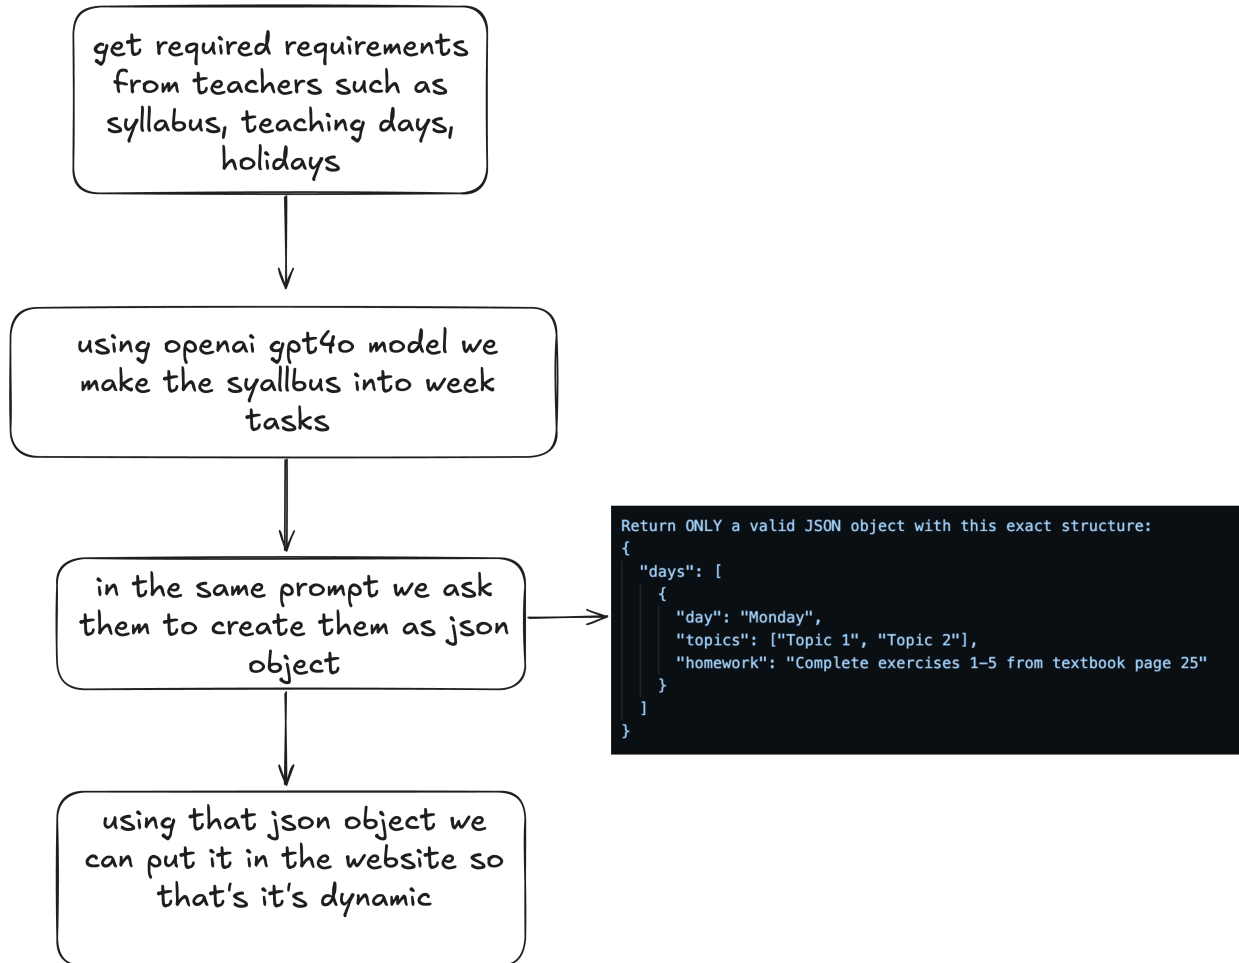 get required requirements
from teachers such as
syllabus, teaching days,
holidays
using openai gpt4o model we
make the syallbus into week
tasks
in the same prompt we ask
them to create them as json
object
Return ONLY a valid JSON object with this exact structure:
{
"days": [
{
"day": "Monday",
"topics": ["Topic 1", "Topic 2"],
"homework": "Complete exercises 1–5 from textbook page 25"
}
]
}
using that json object we
can put it in the website so
that's it's dynamic